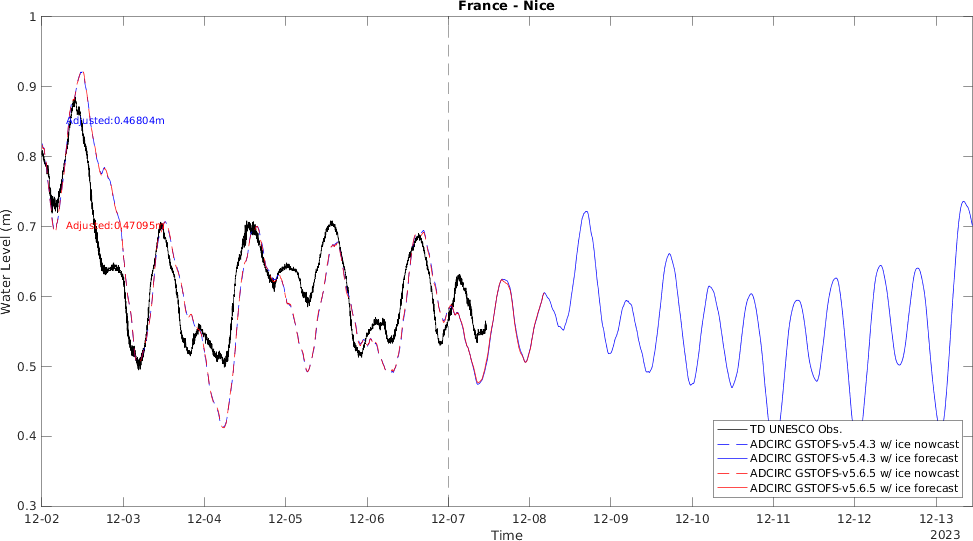 France - Nice
1
0.9
0.8
0.7
0.6
0.5
0.4
0.3
Water Level (m)
Adjusted:0.46804m
Adjusted:0.47095m
TD UNESCO Obs.
ADCIRC GSTOFS-v5.4.3 w/ ice nowcast
ADCIRC GSTOFS-v5.4.3 w/ ice forecast
ADCIRC GSTOFS-v5.6.5 w/ ice nowcast
ADCIRC GSTOFS-v5.6.5 w/ ice forecast
12-02 12-03 12-04 12-05 12-06 12-07 12-08 12-09 12-10 12-11 12-12 12-13
Time
2023